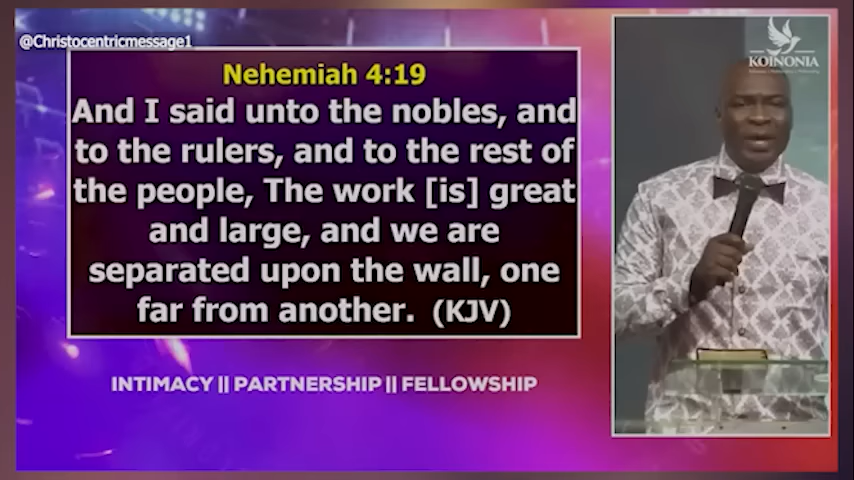 @Christocentricmessage1
Nehemiah 4:19
And I said unto the nobles, and
to the rulers, and to the rest of
the people, The work [is] great
and large, and we are
separated upon the wall, one
far from another. (KJV)
INTIMACY || PARTNERSHIP || FELLOWSHIP
KOINONIA